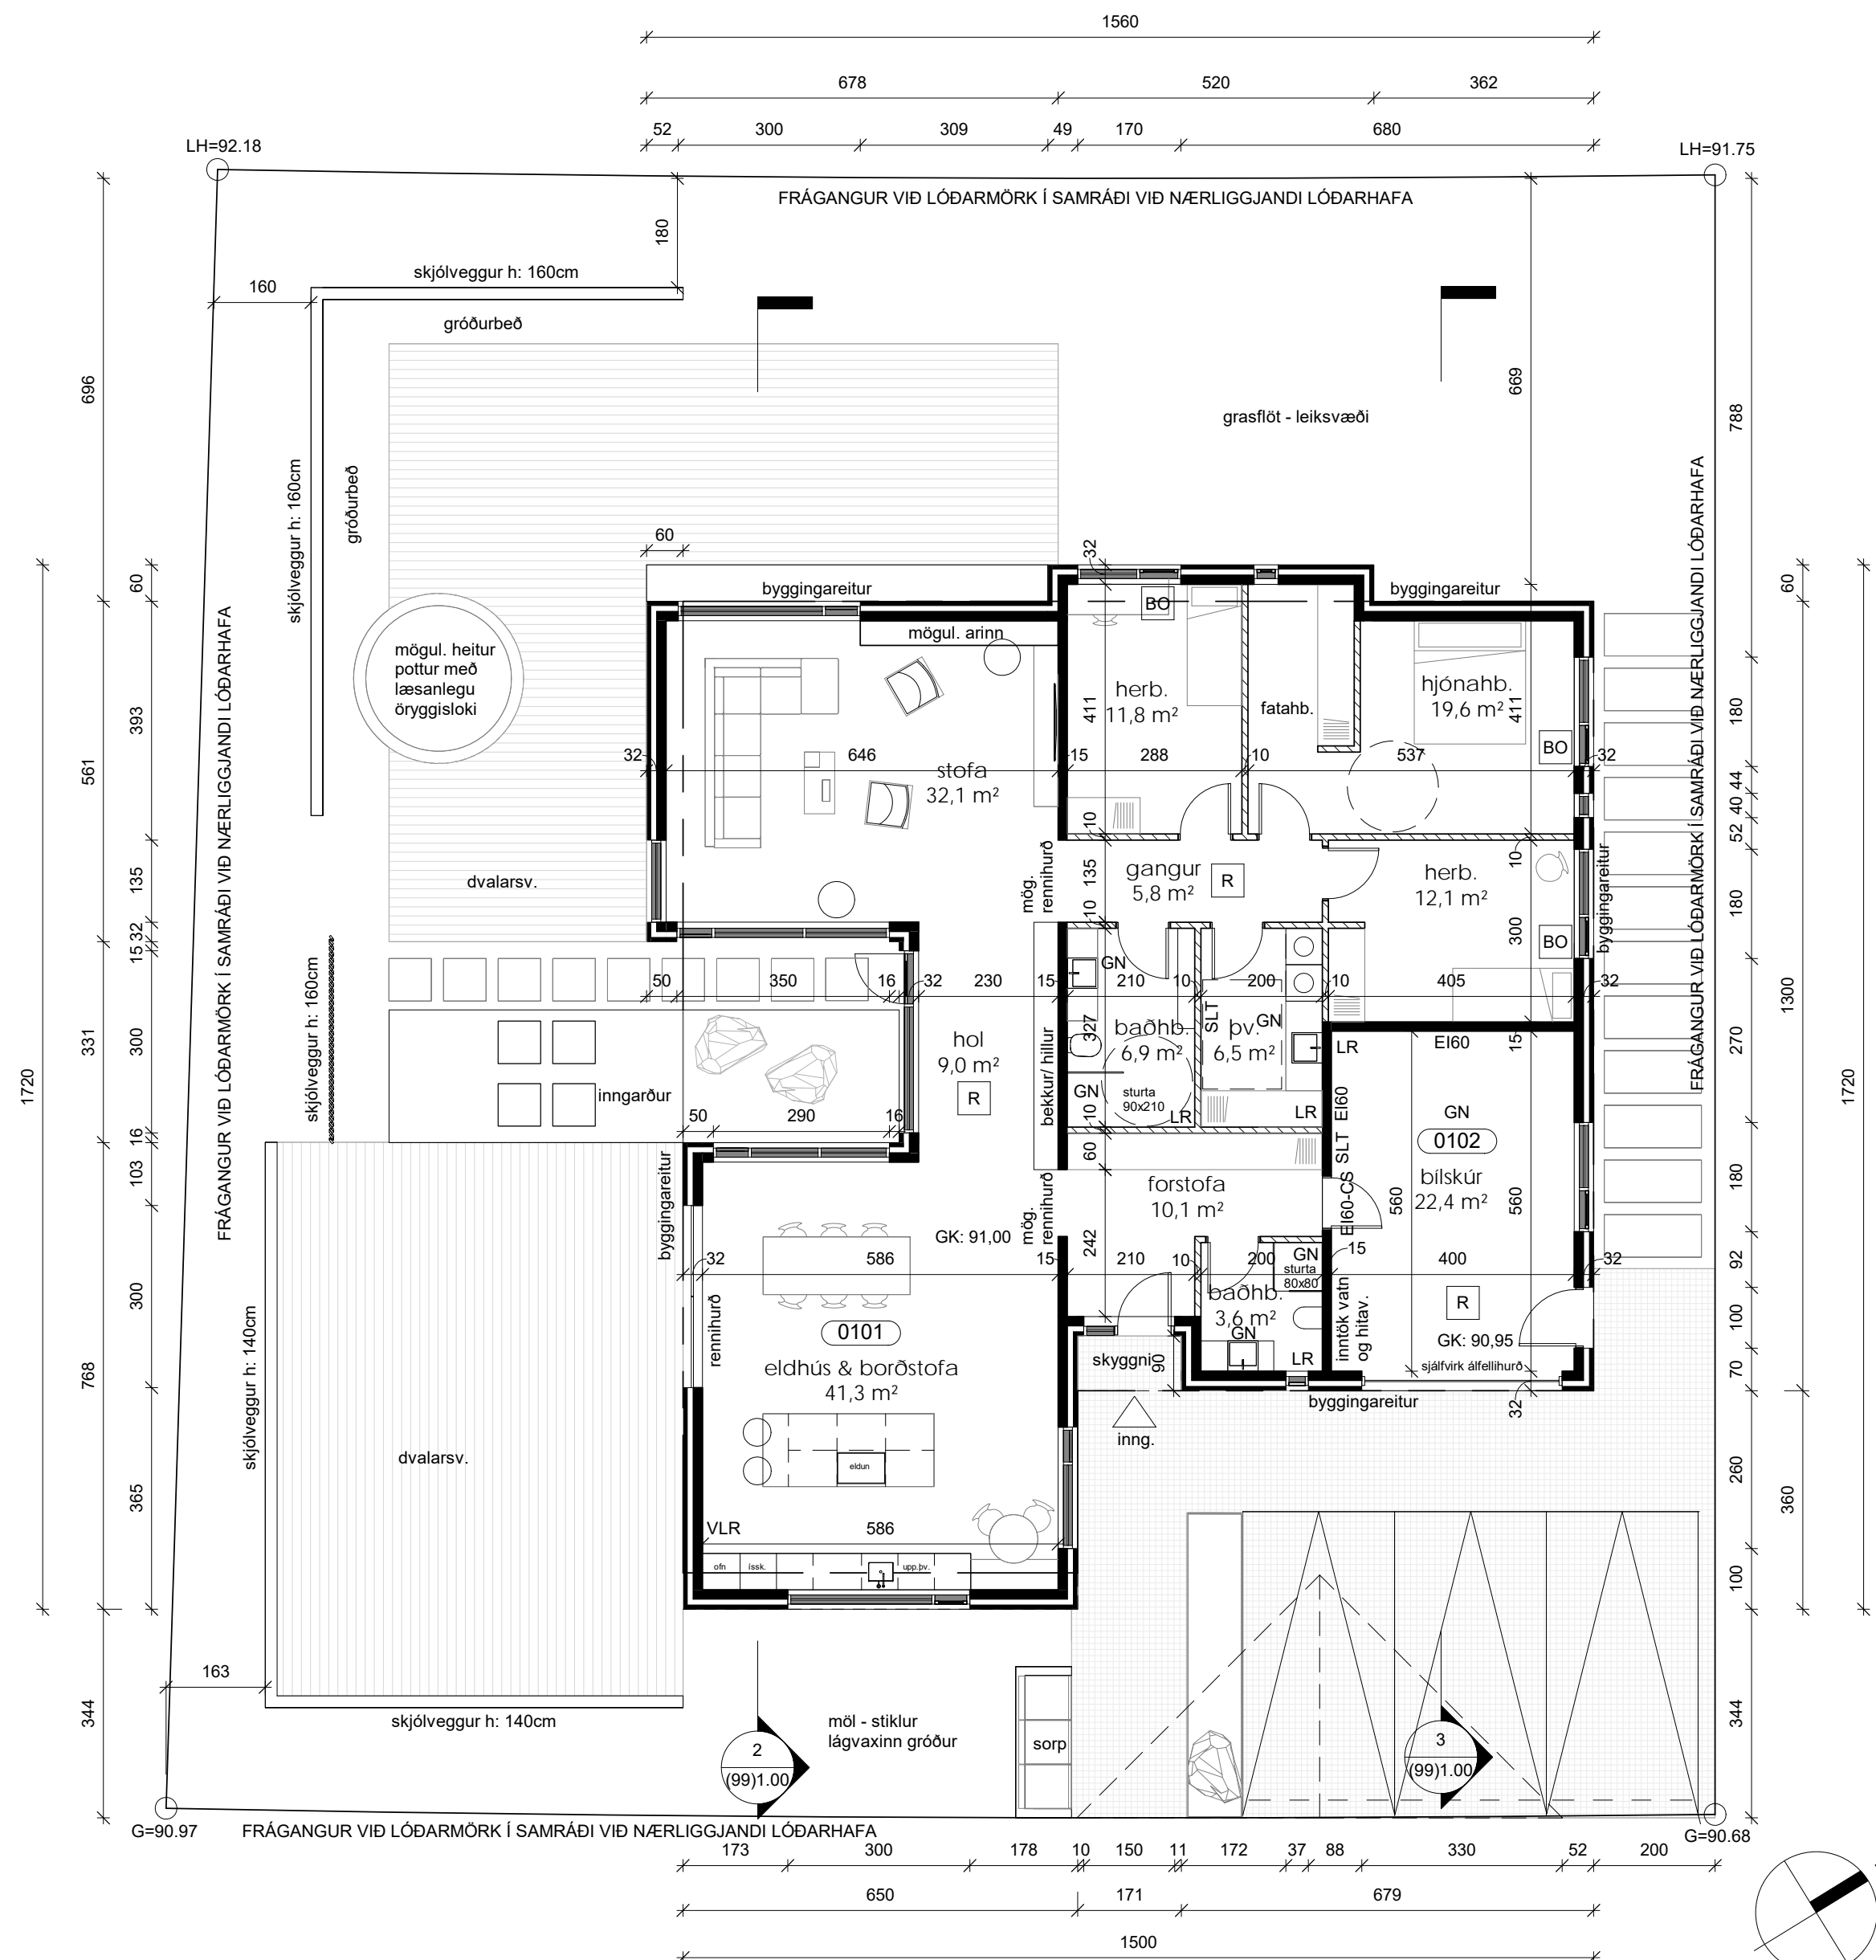 1560
678 520 362
52 300 309 49 170 680
LH=92.18
LH=91.75
FRÁGANGUR VIÐ LÓÐARMÖRK Í SAMRÁÐI VIÐ NÆRLIGGJANDI LÓÐARHAFA
180
skjólveggur h: 160cm
160
gróðurbeð
696
669
788
grasflöt - leiksvæði
skjólveggur h: 160cm
gróðurbeð
FRÁGANGUR VIÐ LÓÐARMÖRK Í SAMRÁÐI VIÐ NÆRLIGGJANDI LÓÐARHAFA
FRÁGANGUR VIÐ LÓÐARMÖRK Í SAMRÁÐI VIÐ NÆRLIGGJANDI LÓÐARHAFA
60
32
60
60
byggingareitur
byggingareitur
BO
mögul. arinn
mögul. heitur
pottur með
læsanlegu
öryggisloki
herb.
11,8 m²
411
fatahb.
hjónahb.
19,6 m²
411
BO
180
393
561
32 646 15 288 10 537 32
stofa
32,1 m²
44
40
52
10
10
135
dvalarsv.
mög.
rennihurð
135
gangur
5,8 m²
R
herb.
12,1 m²
byggingareitur
180
10
300
BO
32
15
GN
50 350 16 32 230 15 210 10 200 10 405 32
skjólveggur h: 160cm
331
300
1720
1300
1720
hol
9,0 m²
R
bekkur/ hillur
327
baðhb.
6,9 m²
SLT
GN
þv.
6,5 m²
LR
EI60
15
270
inngarður
GN
sturta
90x210
LR
LR
10
EI60
GN
0102
50 290 16
16
103
60
SLT
bílskúr
22,4 m²
byggingareitur
forstofa
10,1 m²
EI60-CS
560
560
180
GK: 91,00
mög.
rennihurð
242
GN
15
32 586 15 210 10 200 400 32
sturta
80x80
92
300
rennihurð
baðhb.
3,6 m²
GN
LR
inntök vatn
og hitav.
R
GK: 90,95
100
0101
skjólveggur h: 140cm
768
eldhús & borðstofa
41,3 m²
skyggni
90
sjálfvirk álfellihurð
70
byggingareitur
32
inng.
dvalarsv.
365
eldun
260
360
VLR
586
ofn íssk. upp.þv.
100
163
344
344
skjólveggur h: 140cm
möl - stiklur
lágvaxinn gróður
sorp
2
(99)1.00
3
(99)1.00
G=90.97
FRÁGANGUR VIÐ LÓÐARMÖRK Í SAMRÁÐI VIÐ NÆRLIGGJANDI LÓÐARHAFA
G=90.68
173 300 178 10 150 11 172 37 88 330 52 200
650 171 679
1500